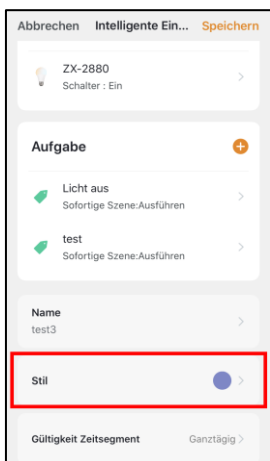 Abbrechen Intelligente Ein... Speichern
ZX-2880
Schalter : Ein
Aufgabe
Licht aus
Sofortige Szene:Ausführen
test
Sofortige Szene:Ausführen
Name
test3
Stil
Gültigkeit Zeitsegment Ganztägig